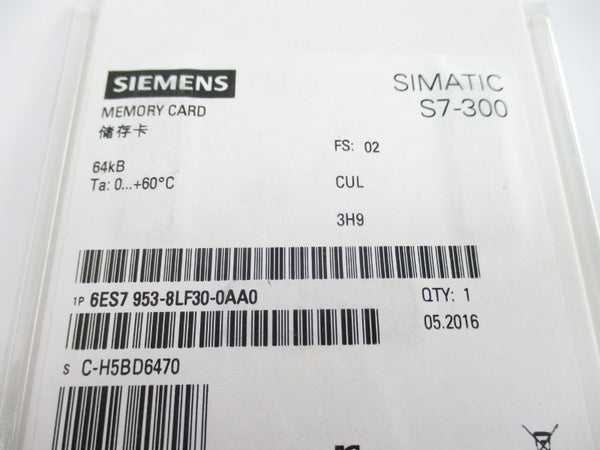 SIEMENS
SIMATIC
S7-300
MEMORY CARD
储存卡
64kB
Ta: 0...+60°C
FS: 02
CUL
3H9
1P 6ES7 953-8LF30-0AA0
QTY: 1
05.2016
S C-H5BD6470